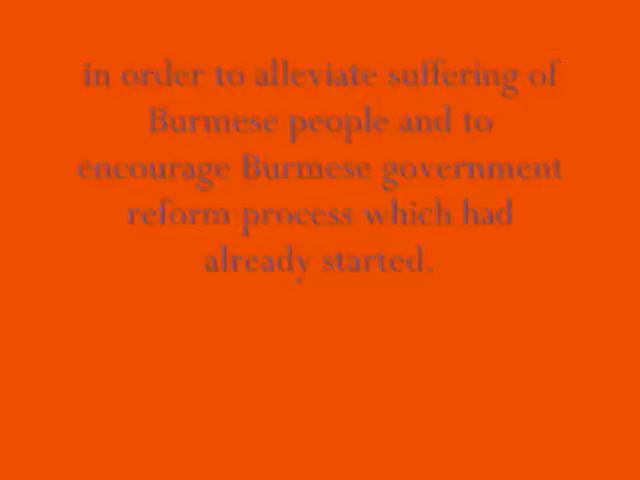 in order to alleviate suffering of
Burmese people and to
encourage Burmese government
reform process which had
already started.